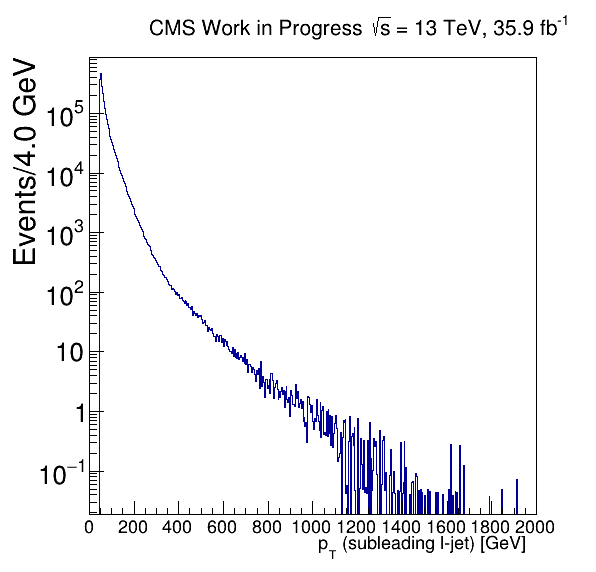 CMS Work in Progress √s = 13 TeV, 35.9 fb⁻¹
Events/4.0 GeV
10⁵
10⁴
10³
10²
10
1
10⁻¹
0 200 400 600 800 1000 1200 1400 1600 1800 2000
p_T (subleading l-jet) [GeV]